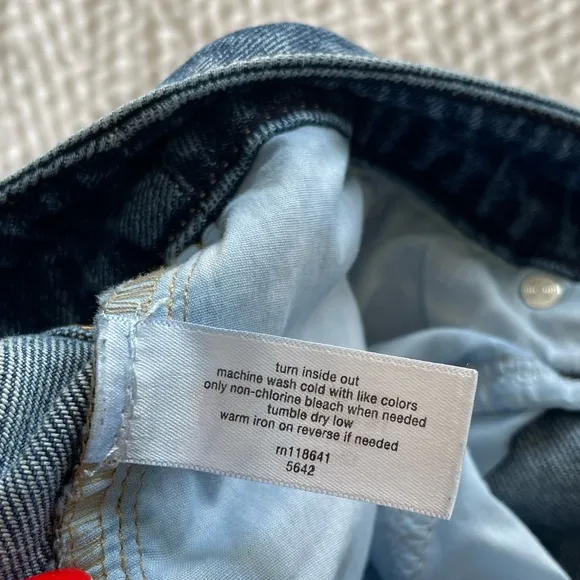 turn inside out
machine wash cold with like colors
only non-chlorine bleach when needed
tumble dry low
warm iron on reverse if needed
rn118641
5642